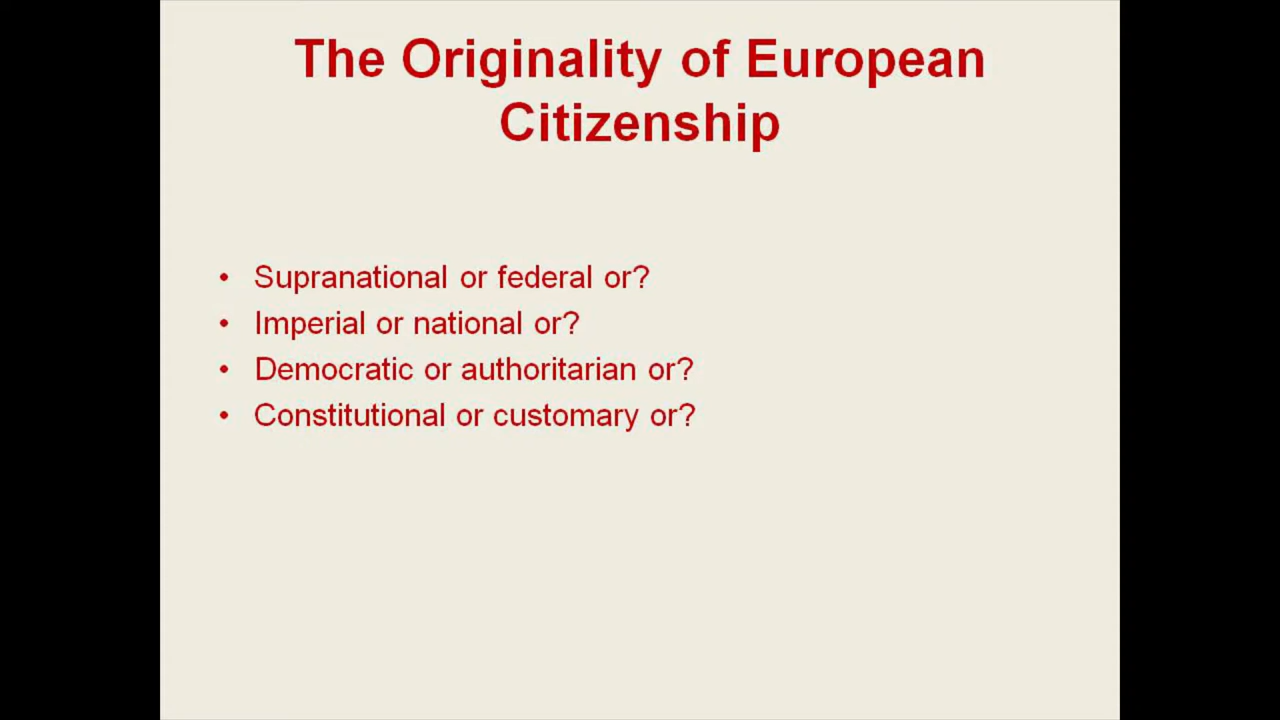 The Originality of European
Citizenship
• Supranational or federal or?
• Imperial or national or?
• Democratic or authoritarian or?
• Constitutional or customary or?